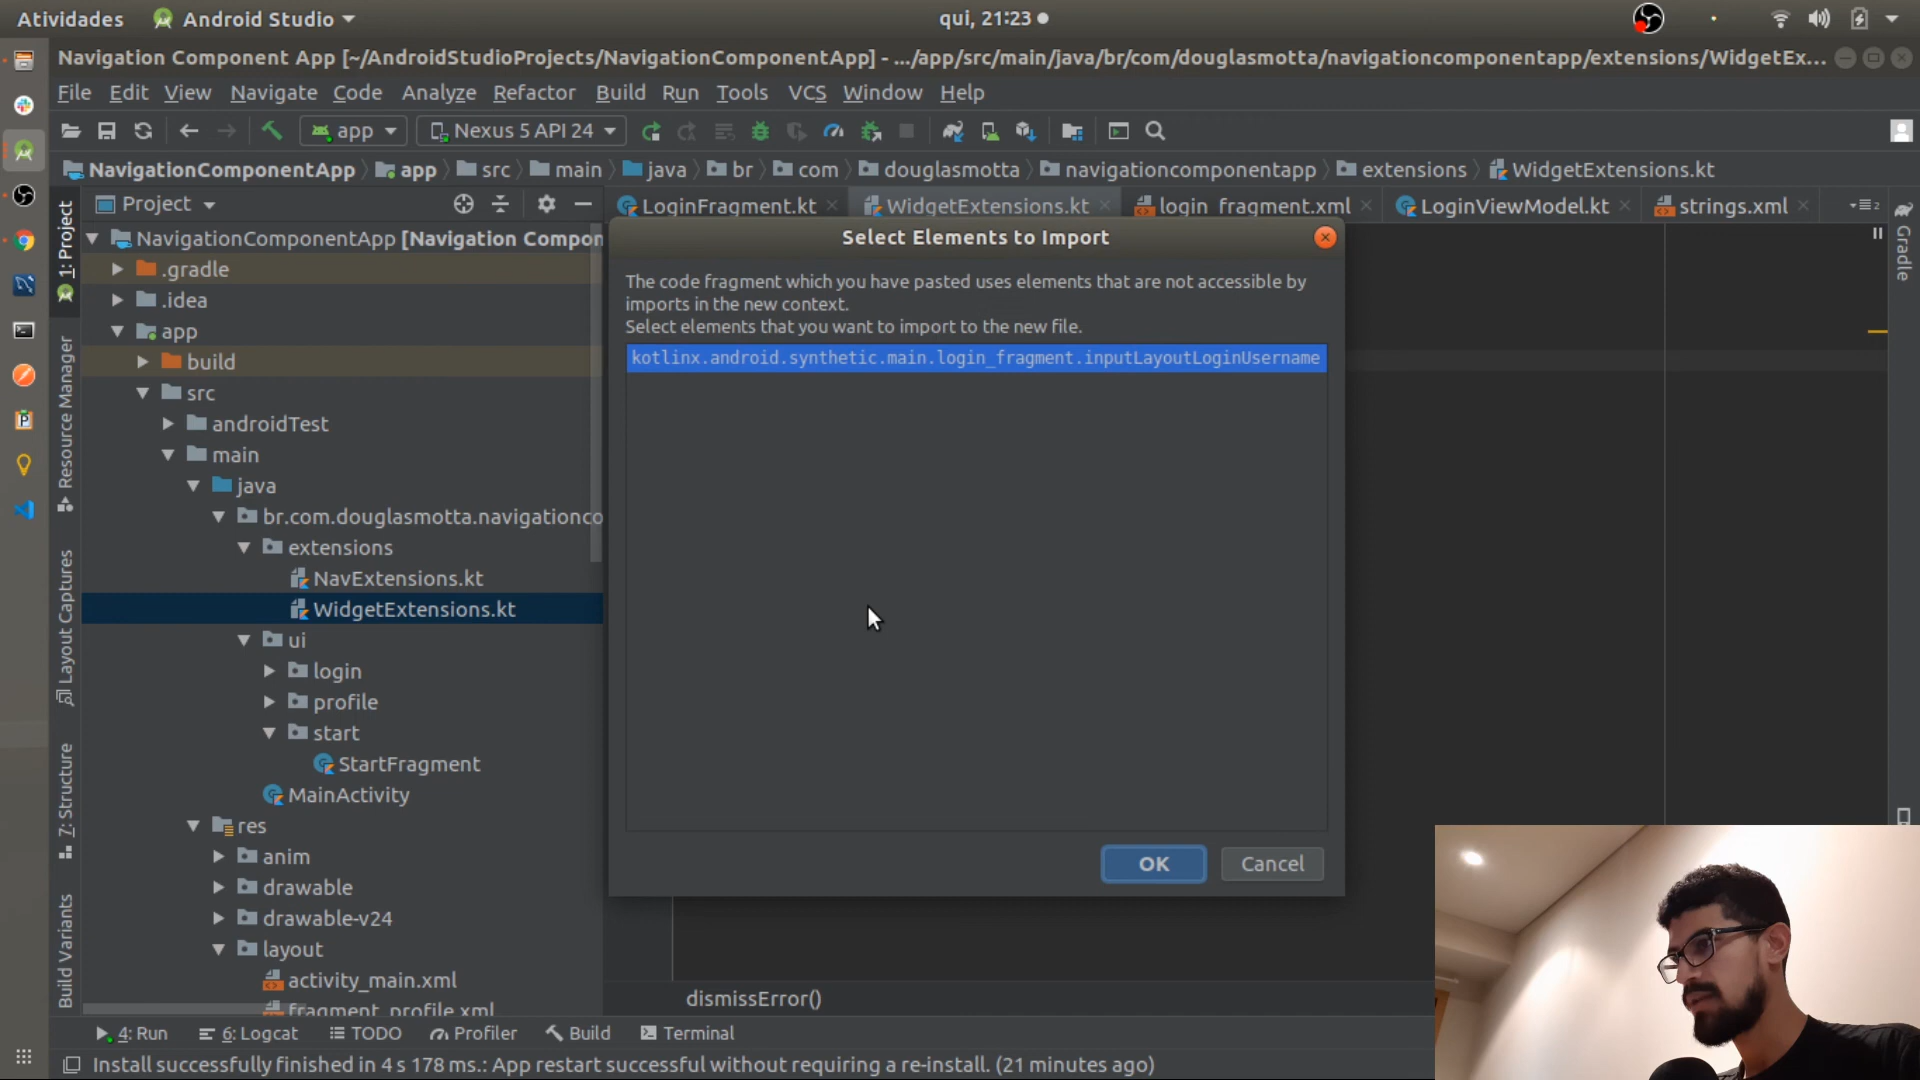 Atividades
Android Studio
qui, 21:23
Navigation Component App [~/AndroidStudioProjects/NavigationComponentApp] - .../app/src/main/java/br/com/douglasmotta/navigationcomponentapp/extensions/WidgetEx...
File Edit View Navigate Code Analyze Refactor Build Run Tools VCS Window Help
app
Nexus 5 API 24
NavigationComponentApp app src main java br com douglasmotta navigationcomponentapp extensions WidgetExtensions.kt
Project
LoginFragment.kt
WidgetExtensions.kt
login_fragment.xml
LoginViewModel.kt
strings.xml
2
1: Project
Resource Manager
Layout Captures
7: Structure
Build Variants
Gradle
NavigationComponentApp [Navigation Compon
.gradle
.idea
app
build
src
androidTest
main
java
br.com.douglasmotta.navigationco
extensions
NavExtensions.kt
WidgetExtensions.kt
ui
login
profile
start
StartFragment
MainActivity
res
anim
drawable
drawable-v24
layout
activity_main.xml
fragment_profile.xml
Select Elements to Import
The code fragment which you have pasted uses elements that are not accessible by
imports in the new context.
Select elements that you want to import to the new file.
kotlinx.android.synthetic.main.login_fragment.inputLayoutLoginUsername
OK
Cancel
dismissError()
4: Run
6: Logcat
TODO
Profiler
Build
Terminal
Install successfully finished in 4 s 178 ms.: App restart successful without requiring a re-install. (21 minutes ago)